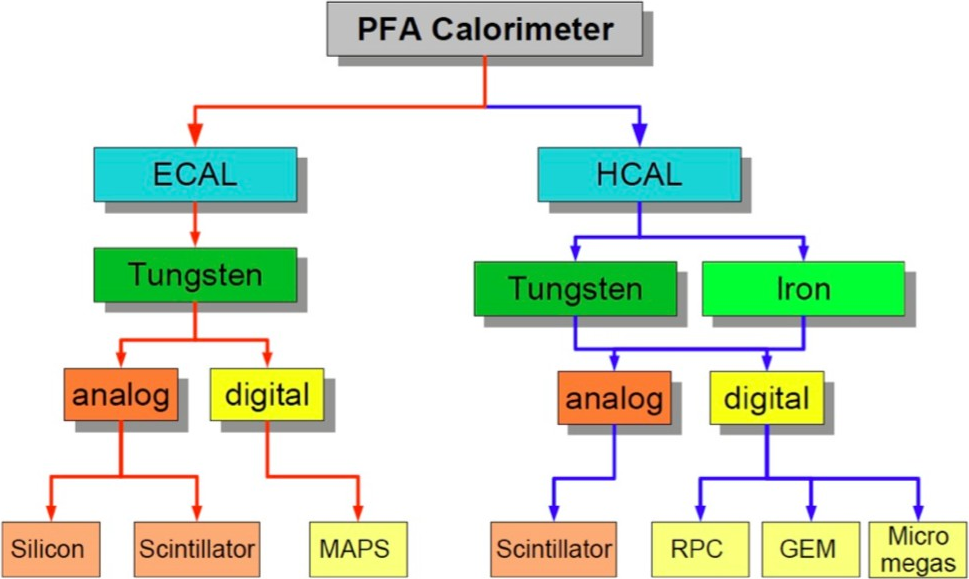 PFA Calorimeter
ECAL
HCAL
Tungsten
Tungsten
Iron
analog
digital
analog
digital
Silicon
Scintillator
MAPS
Scintillator
RPC
GEM
Micro
megas